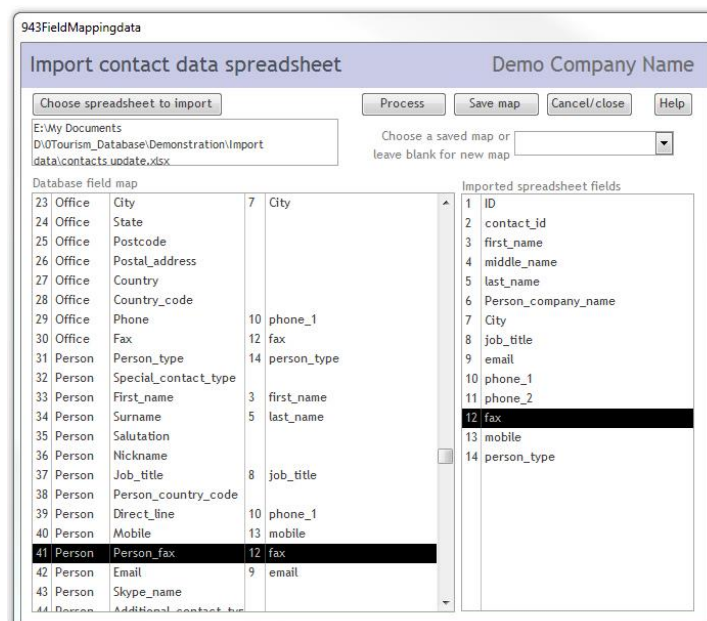 943FieldMappingdata
Import contact data spreadsheet Demo Company Name
Choose spreadsheet to import Process Save map Cancel/close Help
E:\My Documents
D\0Tourism_Database\Demonstration\Import
data\contacts update.xlsx
Choose a saved map or
leave blank for new map
Database field map
23 Office City 7 City
24 Office State
25 Office Postcode
26 Office Postal_address
27 Office Country
28 Office Country_code
29 Office Phone 10 phone_1
30 Office Fax 12 fax
31 Person Person_type 14 person_type
32 Person Special_contact_type
33 Person First_name 3 first_name
34 Person Surname 5 last_name
35 Person Salutation
36 Person Nickname
37 Person Job_title 8 job_title
38 Person Person_country_code
39 Person Direct_line 10 phone_1
40 Person Mobile 13 mobile
41 Person Person_fax 12 fax
42 Person Email 9 email
43 Person Skype_name
44 Person Additional_contact_typ
Imported spreadsheet fields
1 ID
2 contact_id
3 first_name
4 middle_name
5 last_name
6 Person_company_name
7 City
8 job_title
9 email
10 phone_1
11 phone_2
12 fax
13 mobile
14 person_type